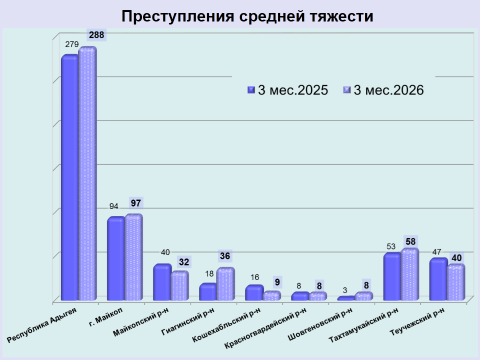 Преступления средней тяжести
3 мес.2025 3 мес.2026
279 288
94 97
40 32
18 36
16 9
8 8
3 8
53 58
47 40
Республика Адыгея
г. Майкоп
Майкопский р-н
Гиагинский р-н
Кошехабльский р-н
Красногвардейский р-н
Шовгеновский р-н
Тахтамукайский р-н
Теучежский р-н